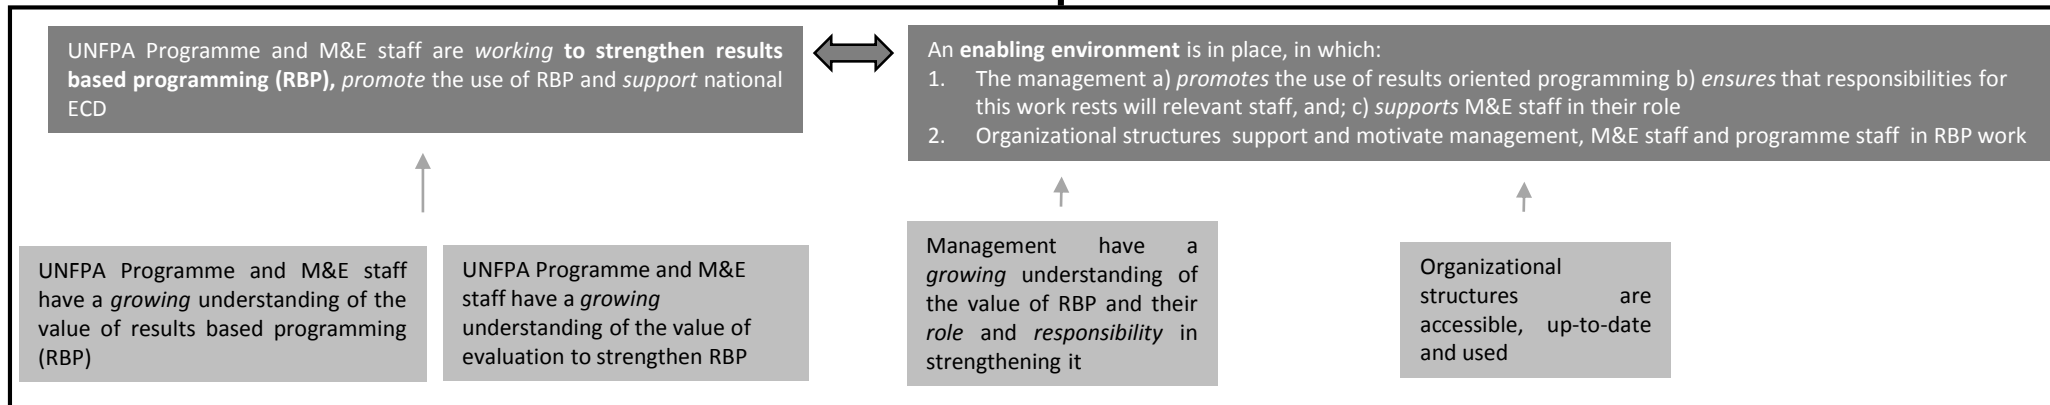 UNFPA Programme and M&E staff are working to strengthen results
based programming (RBP), promote the use of RBP and support national
ECD
An enabling environment is in place, in which:
1. The management a) promotes the use of results oriented programming b) ensures that responsibilities for
this work rests will relevant staff, and; c) supports M&E staff in their role
2. Organizational structures support and motivate management, M&E staff and programme staff in RBP work
UNFPA Programme and M&E staff
have a growing understanding of the
value of results based programming
(RBP)
UNFPA Programme and M&E
staff have a growing
understanding of the value of
evaluation to strengthen RBP
Management have a
growing understanding of
the value of RBP and their
role and responsibility in
strengthening it
Organizational
structures are
accessible, up-to-date
and used